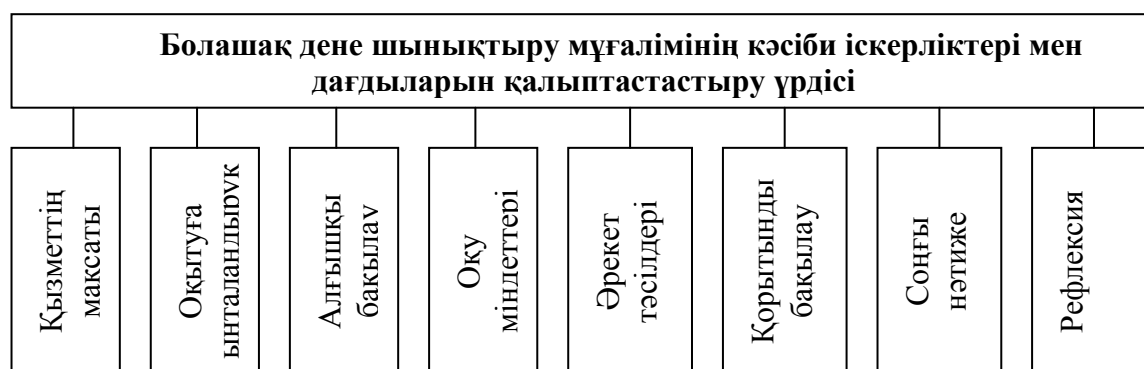 Болашақ дене шынықтыру мұғалімінің кәсіби іскерліктері мен
дағдыларын қалыптастастыру үрдісі
Қызметтің
мақсаты
Оқытуға
ынталандырук
Алғышқы
бақылау
Оқу
міндеттері
Әрекет
тәсілдері
Қорытынды
бақылау
Соңғы
нәтиже
Рефлексия